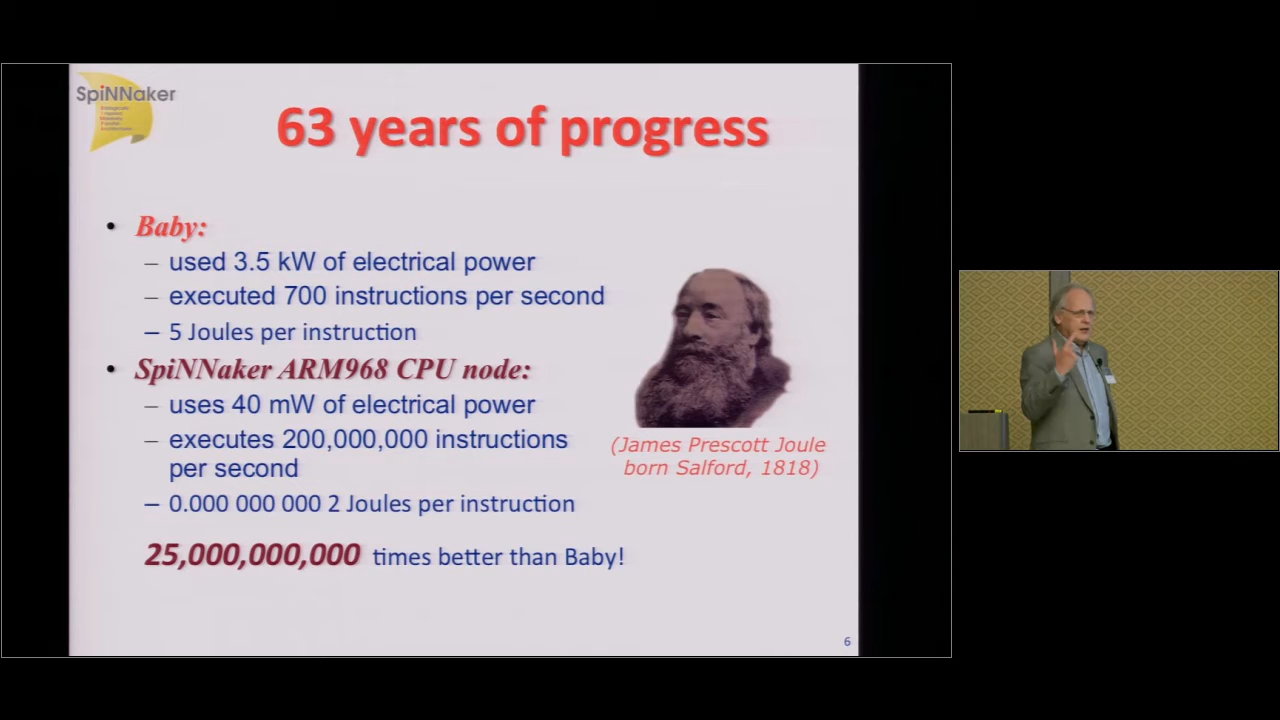 SpiNNaker
63 years of progress
• Baby:
– used 3.5 kW of electrical power
– executed 700 instructions per second
– 5 Joules per instruction
• SpiNNaker ARM968 CPU node:
– uses 40 mW of electrical power
– executes 200,000,000 instructions
per second
– 0.000 000 000 2 Joules per instruction
25,000,000,000 times better than Baby!
(James Prescott Joule
born Salford, 1818)
6